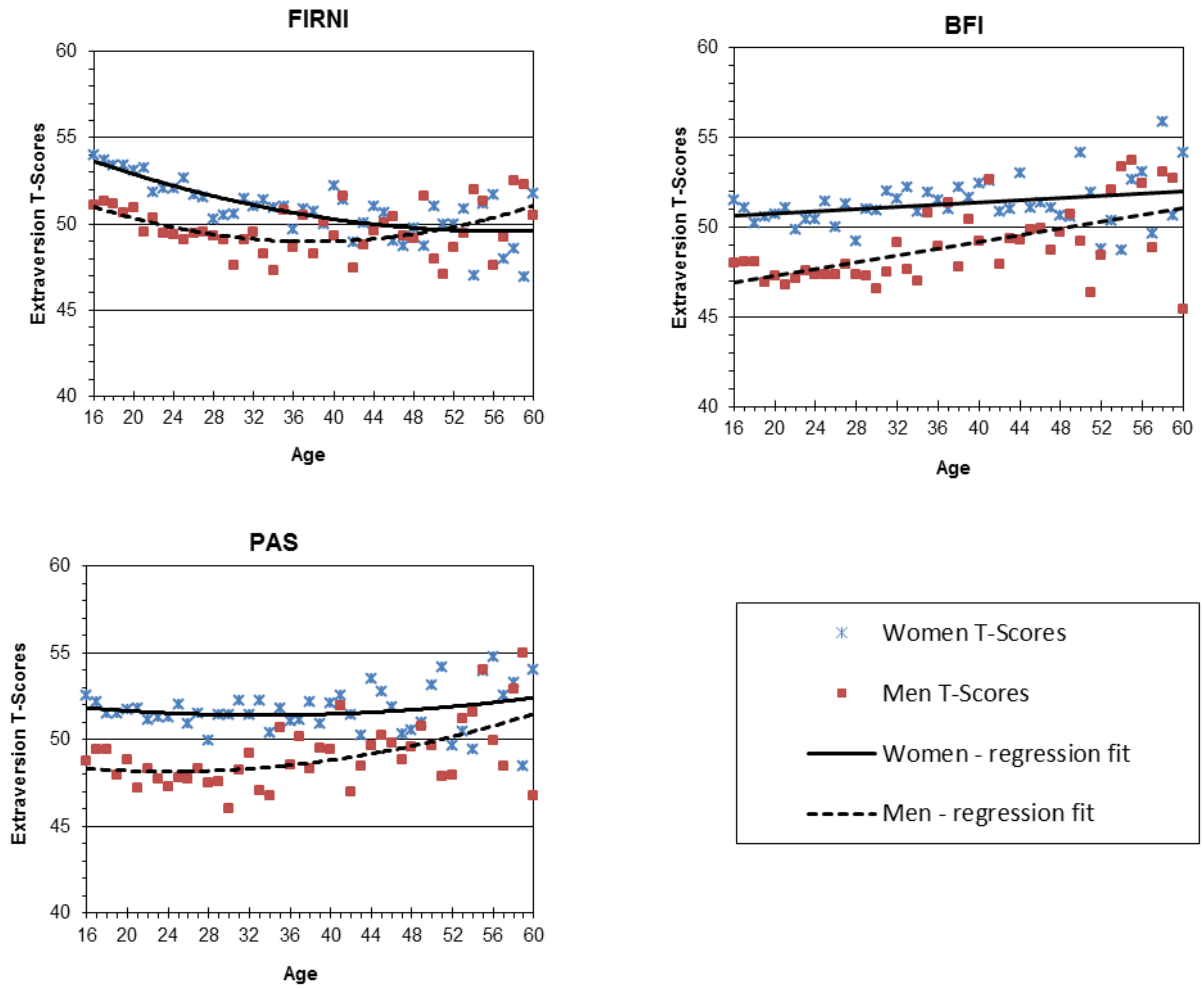 FIRNI
60
55
50
45
40
16 20 24 28 32 36 40 44 48 52 56 60
Extraversion T-Scores
Age
BFI
60
55
50
45
40
16 20 24 28 32 36 40 44 48 52 56 60
Extraversion T-Scores
Age
PAS
60
55
50
45
40
16 20 24 28 32 36 40 44 48 52 56 60
Extraversion T-Scores
Age
Women T-Scores
Men T-Scores
Women - regression fit
Men - regression fit